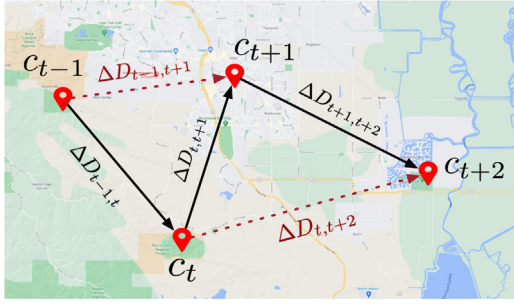 c_{t-1}
c_{t+1}
ΔD_{t-1,t+1}
ΔD_{t+1,t+2}
ΔD_{t,t+1}
ΔD_{t-1,t}
c_{t+2}
ΔD_{t,t+2}
c_t